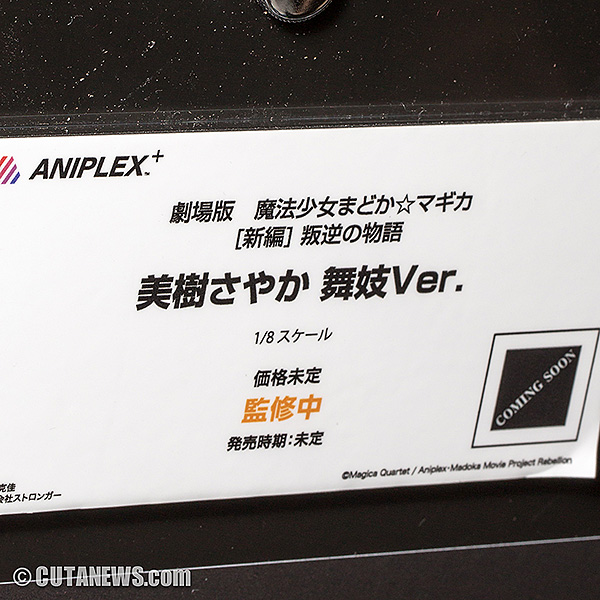 ANIPLEX+
劇場版 魔法少女まどか☆マギカ
[新編] 叛逆の物語
美樹さやか 舞妓Ver.
1/8スケール
価格未定
監修中
発売時期:未定
COMING SOON
©Magica Quartet / Aniplex・Madoka Movie Project Rebellion
克佳
会社ストロンガー
© CUTANEWS.com